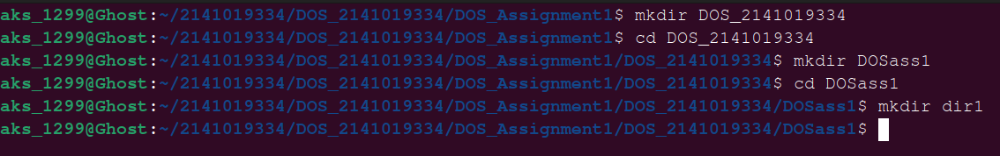 aks_1299@Ghost:~/2141019334/DOS_2141019334/DOS_Assignment1$ mkdir DOS_2141019334
aks_1299@Ghost:~/2141019334/DOS_2141019334/DOS_Assignment1$ cd DOS_2141019334
aks_1299@Ghost:~/2141019334/DOS_2141019334/DOS_Assignment1/DOS_2141019334$ mkdir DOSass1
aks_1299@Ghost:~/2141019334/DOS_2141019334/DOS_Assignment1/DOS_2141019334$ cd DOSass1
aks_1299@Ghost:~/2141019334/DOS_2141019334/DOS_Assignment1/DOS_2141019334/DOSass1$ mkdir dir1
aks_1299@Ghost:~/2141019334/DOS_2141019334/DOS_Assignment1/DOS_2141019334/DOSass1$